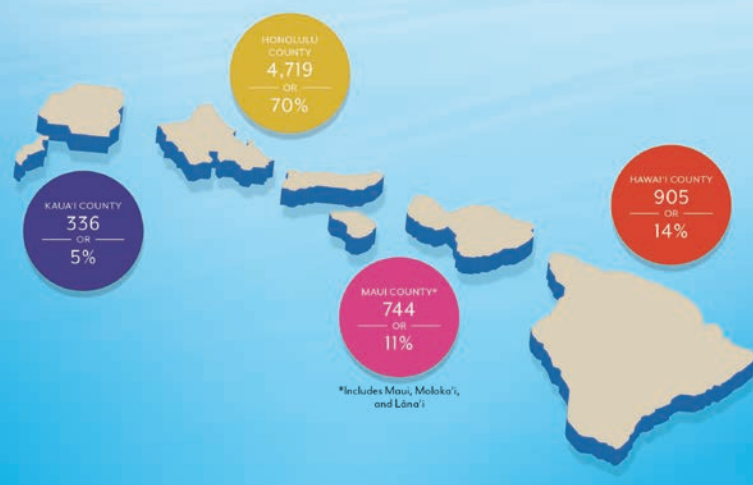 HONOLULU
COUNTY
4,719
OR
70%
KAUA‘I COUNTY
336
OR
5%
HAWAI‘I COUNTY
905
OR
14%
MAUI COUNTY*
744
OR
11%
*Includes Maui, Moloka‘i,
and Lāna‘i